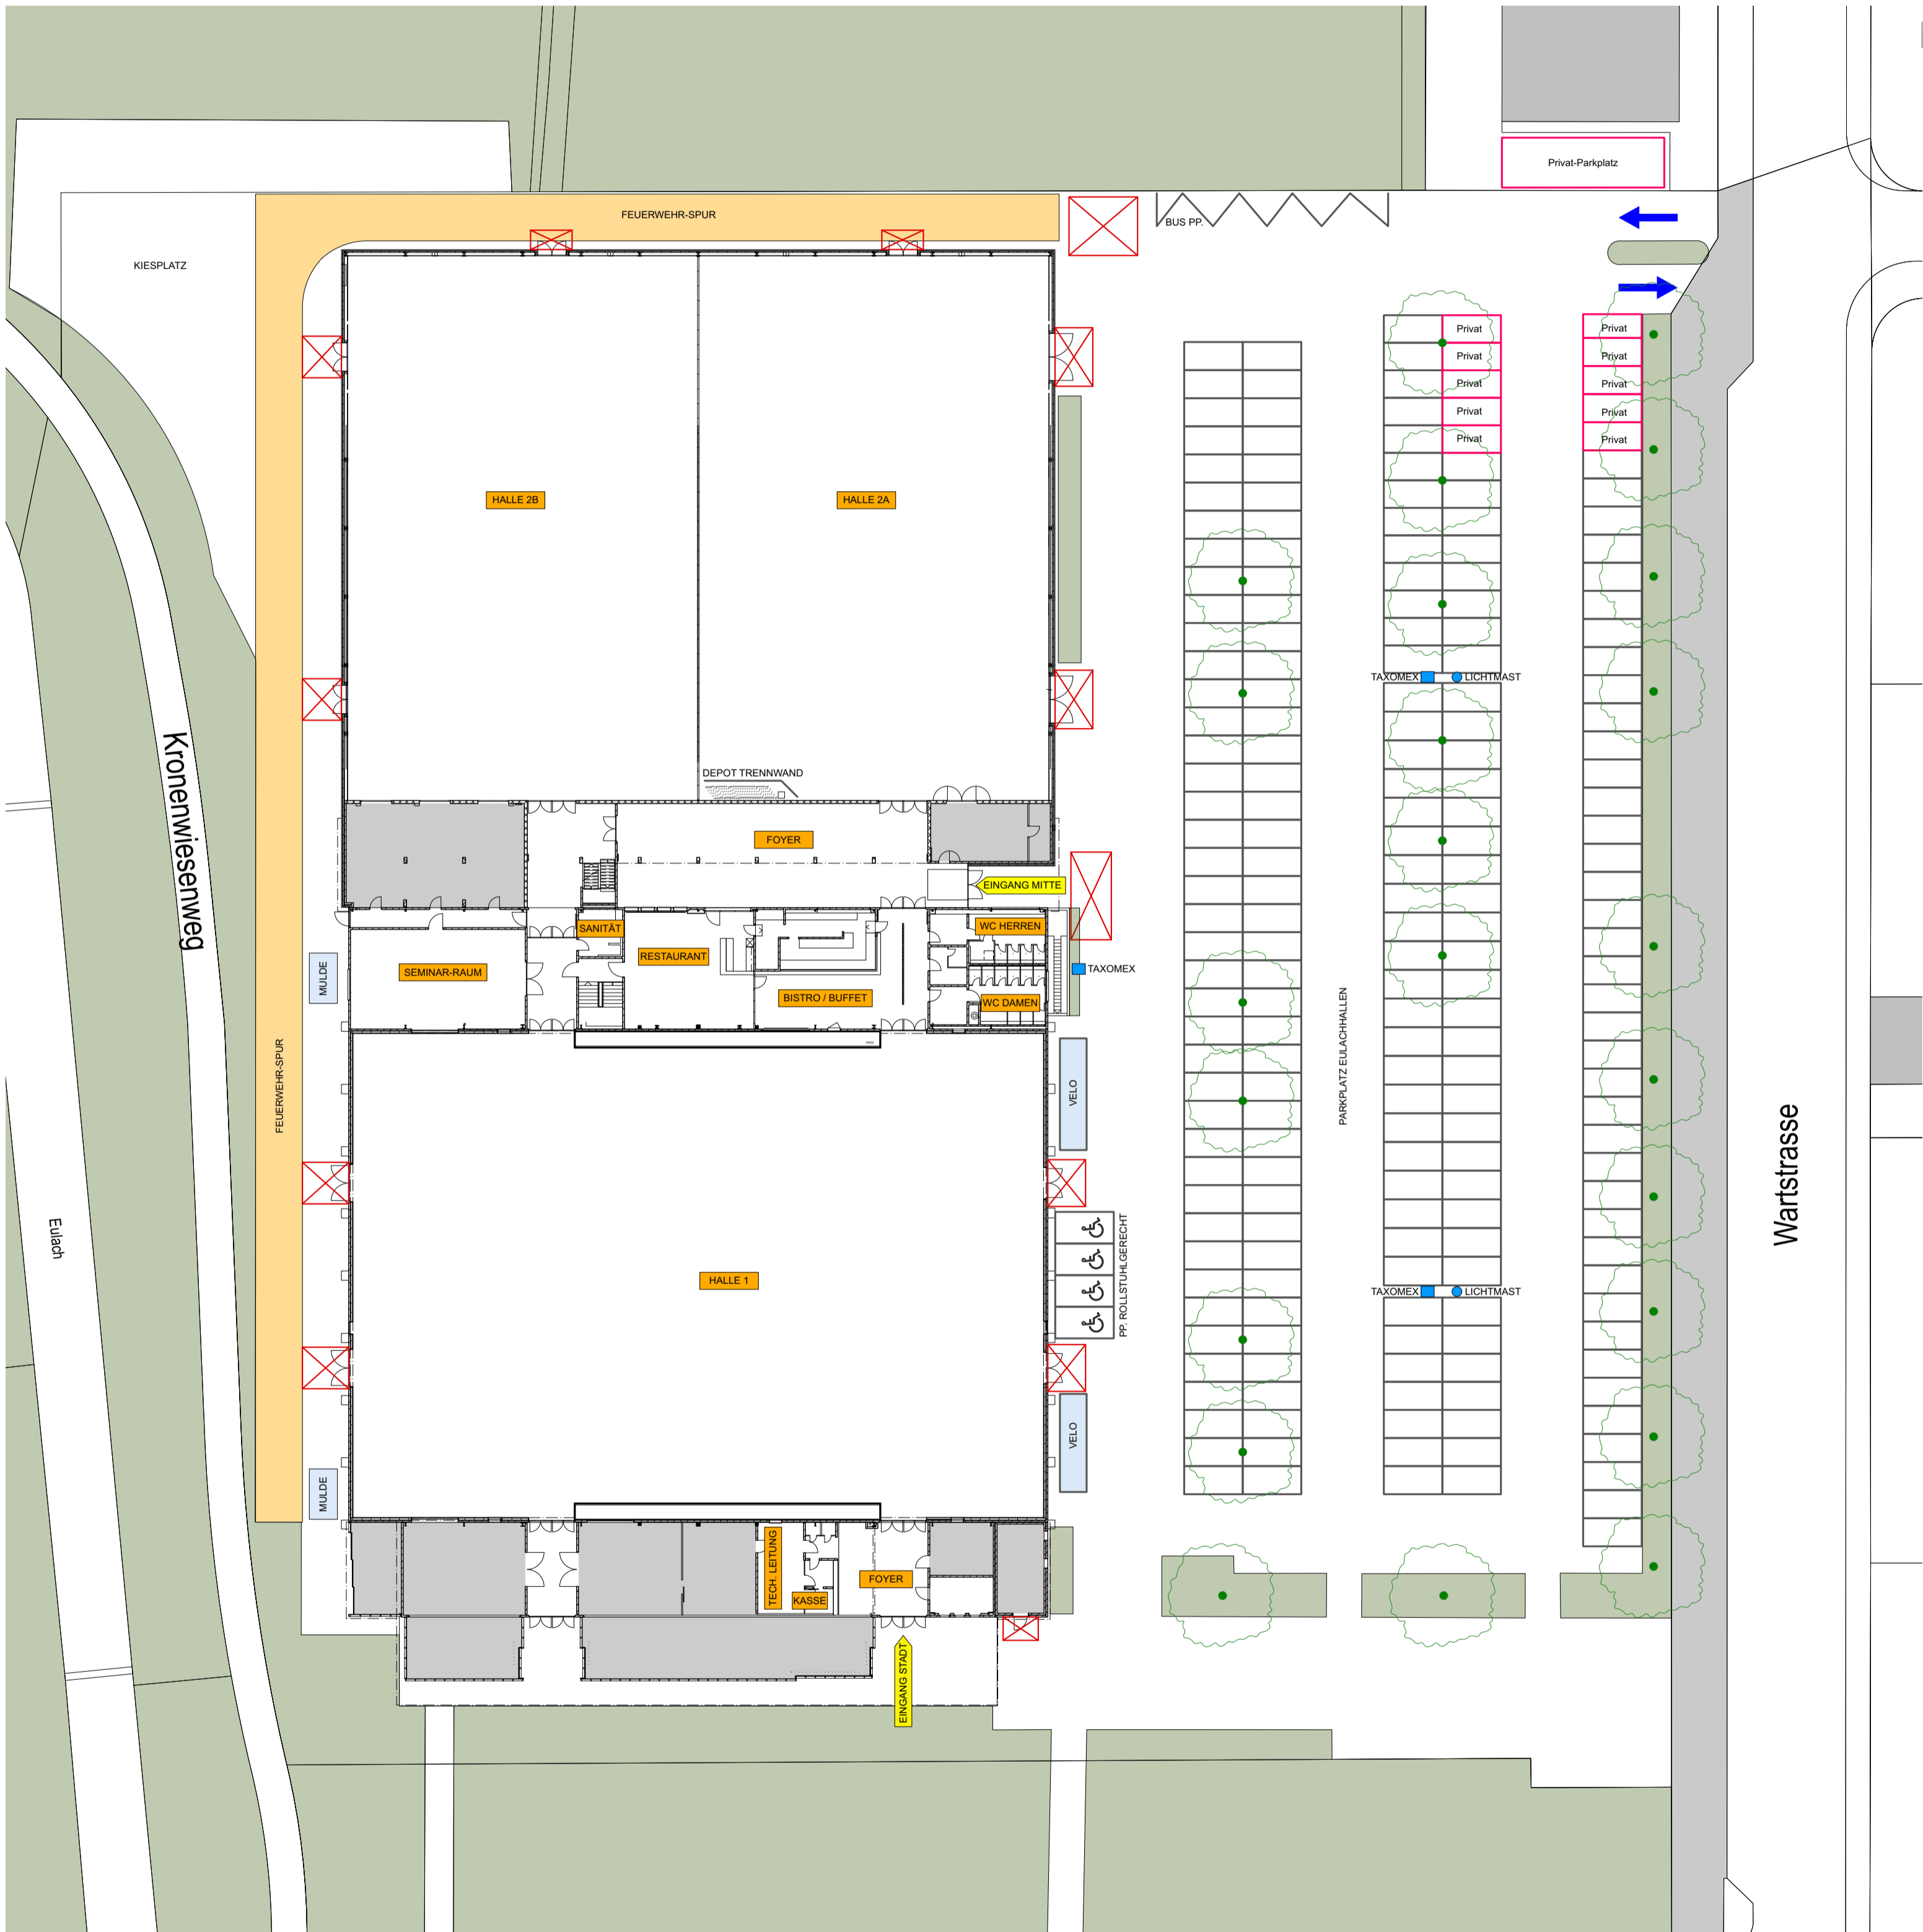 Privat-Parkplatz
FEUERWEHR-SPUR
BUS PP.
KIESPLATZ
Privat
Privat
Privat
Privat
Privat
Privat
Privat
Privat
Privat
Privat
HALLE 2B
HALLE 2A
TAXOMEX
LICHTMAST
DEPOT TRENNWAND
Kronenwiesenweg
FOYER
EINGANG MITTE
SANITÄT
WC HERREN
RESTAURANT
SEMINAR-RAUM
MULDE
TAXOMEX
BISTRO / BUFFET
WC DAMEN
PARKPLATZ EULACHHALLEN
FEUERWEHR-SPUR
VELO
Wartstrasse
Eulach
PP. ROLLSTUHLGERECHT
HALLE 1
TAXOMEX
LICHTMAST
VELO
MULDE
TECH. LEITUNG
FOYER
KASSE
EINGANG STADT